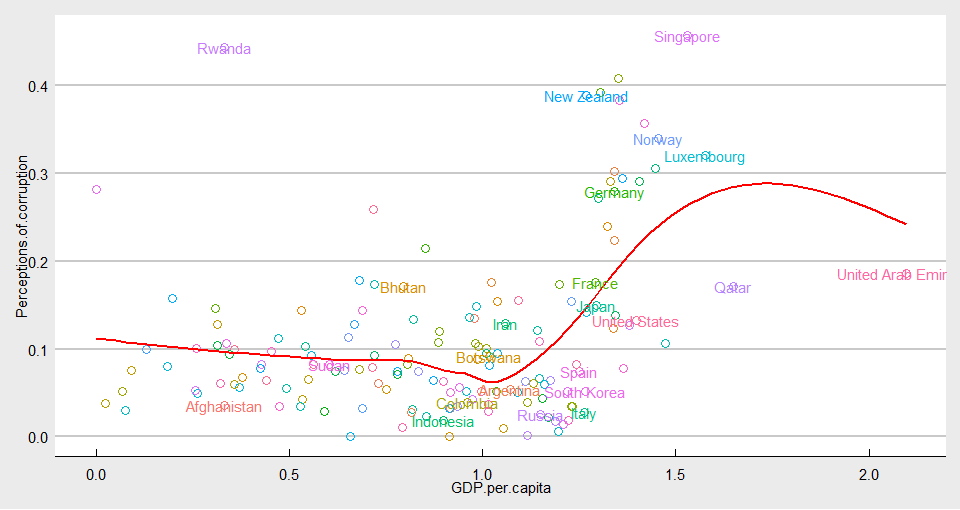 Singapore
Rwanda
0.4
New Zealand
Norway
Luxembourg
0.3
Germany
Perceptions.of.corruption
0.2
United Arab Emir
France
Bhutan
Qatar
Japan
United States
Iran
0.1
Botswana
Sudan
Spain
Argentina
South Korea
Afghanistan
Colombia
Russia
Italy
Indonesia
0.0
0.0 0.5 1.0 1.5 2.0
GDP.per.capita